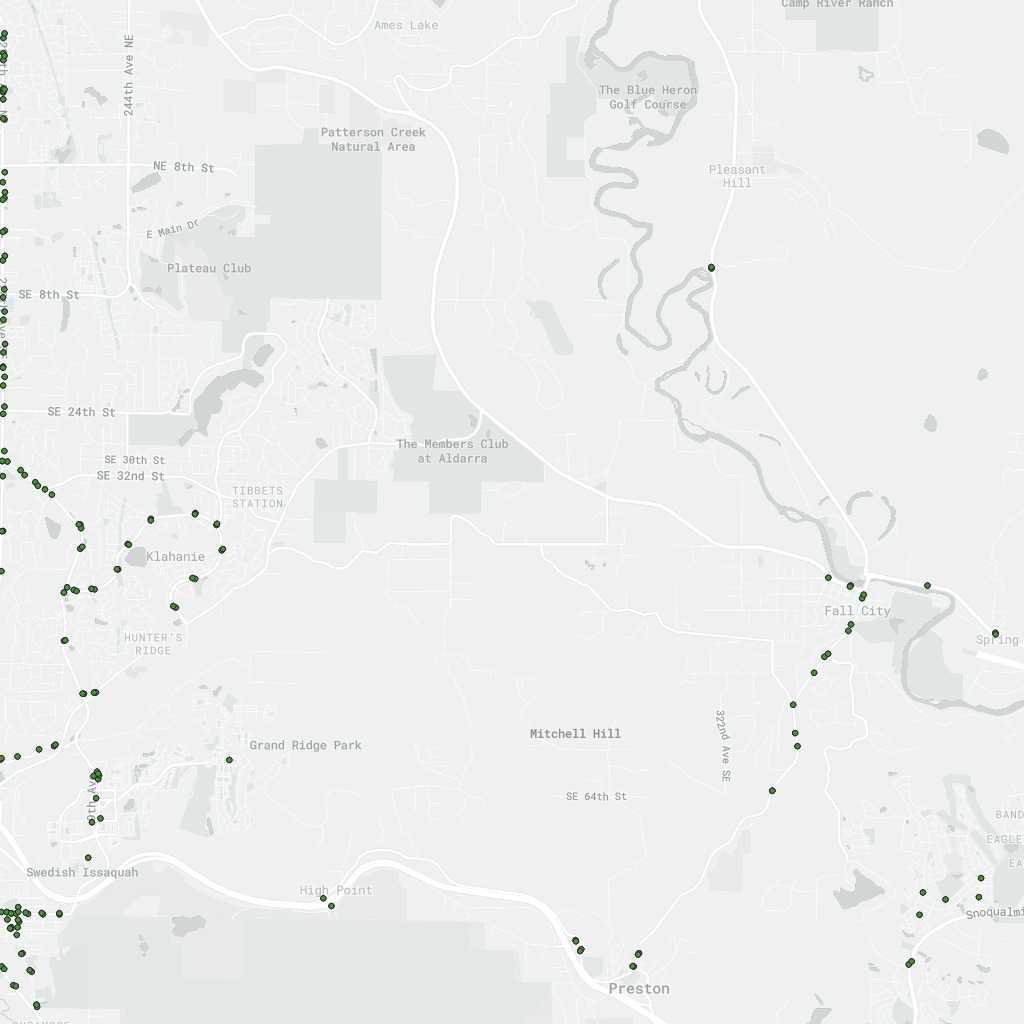 Camp River Ranch
Ames Lake
244th Ave NE
The Blue Heron
Golf Course
Patterson Creek
Natural Area
NE 8th St
Pleasant
Hill
E Main Dr
Plateau Club
SE 8th St
SE 24th St
The Members Club
at Aldarra
SE 30th St
SE 32nd St
TIBBETS
STATION
Klahanie
Fall City
HUNTER'S
RIDGE
Spring
322nd Ave SE
Mitchell Hill
Grand Ridge Park
SE 64th St
BAND
EAGLE
EA
Swedish Issaquah
High Point
Snoqualmi
Preston